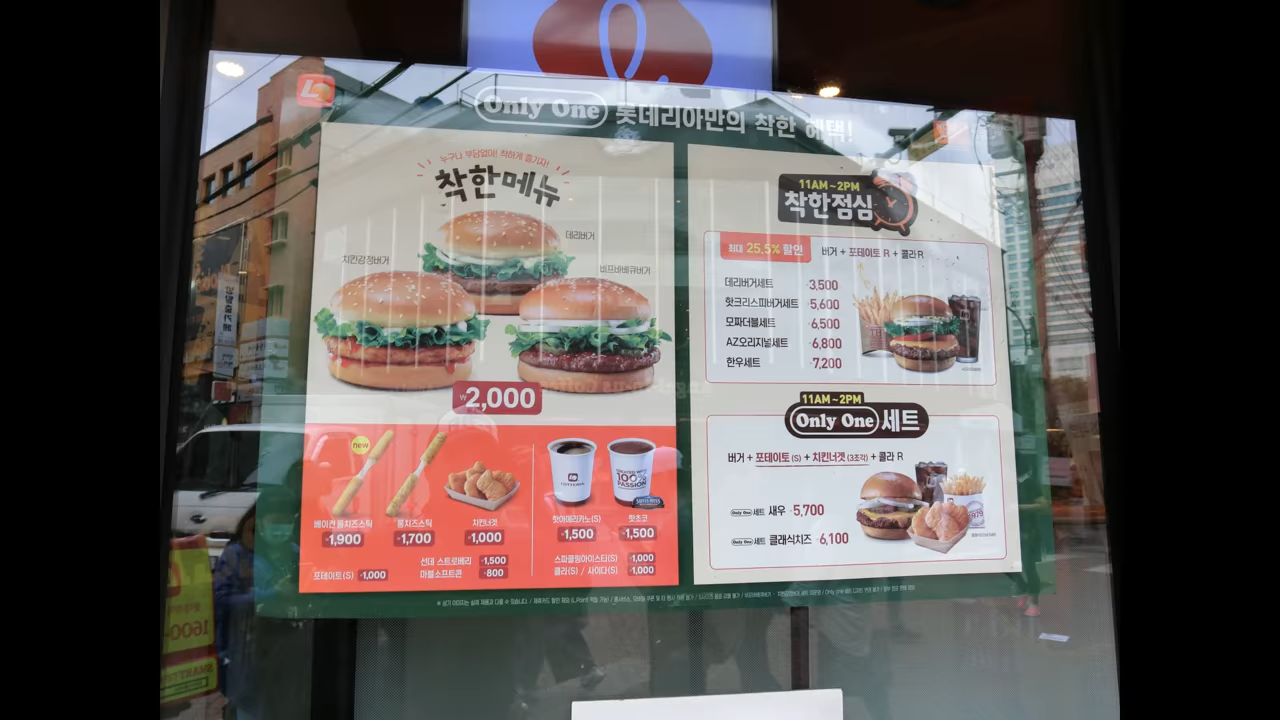 Only One 롯데리아만의 착한 혜택!
누구나 부담없이! 착하게 즐기자!
착한메뉴
데리버거
치킨강정버거
비프바베큐버거
₩2,000
new
베이컨롤치즈스틱
1,900
롱치즈스틱
1,700
치킨너겟
1,000
포테이토(S) 1,000
선데 스트로베리 1,500
마블소프트콘 800
LOTTERIA
100% PASSION
SWISS MISS
핫아메리카노(S)
1,500
핫초코
1,500
스파클링아이스티(S) 1,000
콜라(S) / 사이다(S) 1,000
11AM~2PM
착한점심
최대 25.5% 할인
버거 + 포테이토 R + 콜라 R
데리버거세트 3,500
핫크리스피버거세트 5,600
모짜더블세트 6,500
AZ오리지널세트 6,800
한우세트 7,200
11AM~2PM
Only One 세트
버거 + 포테이토 (S) + 치킨너겟 (3조각) + 콜라 R
Only One 세트 새우 5,700
Only One 세트 클래식치즈 6,100